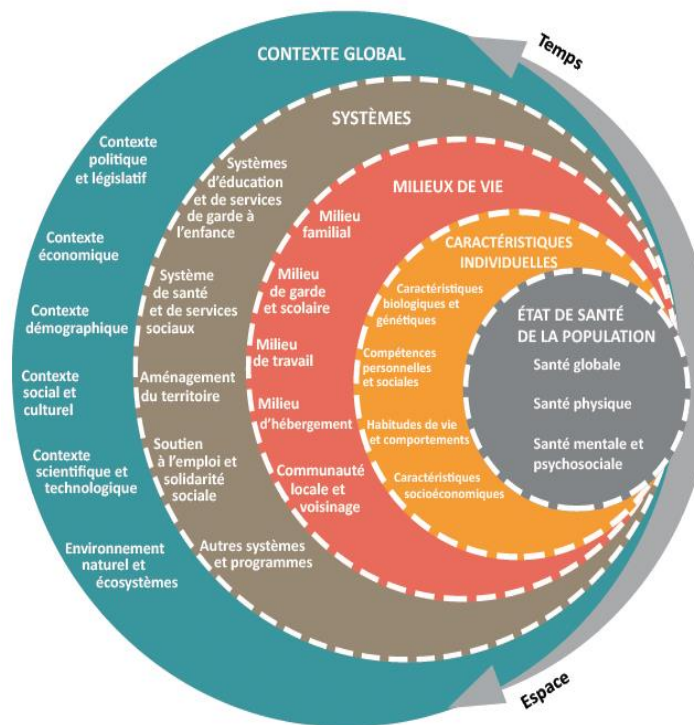 CONTEXTE GLOBAL
Temps
Contexte
politique
et législatif
Contexte
économique
Contexte
démographique
Contexte
social et
culturel
Contexte
scientifique et
technologique
Environnement
naturel et
écosystèmes
SYSTÈMES
Systèmes
d'éducation
et de services
de garde à
l'enfance
Système
de santé
et de services
sociaux
Aménagement
du territoire
Soutien
à l'emploi et
solidarité
sociale
Autres systèmes
et programmes
MILIEUX DE VIE
Milieu
familial
Milieu
de garde
et scolaire
Milieu
de travail
Milieu
d'hébergement
Communauté
locale et
voisinage
CARACTÉRISTIQUES
INDIVIDUELLES
Caractéristiques
biologiques et
génétiques
Compétences
personnelles
et sociales
Habitudes de vie
et comportements
Caractéristiques
socioéconomiques
ÉTAT DE SANTÉ
DE LA POPULATION
Santé globale
Santé physique
Santé mentale et
psychosociale
Espace